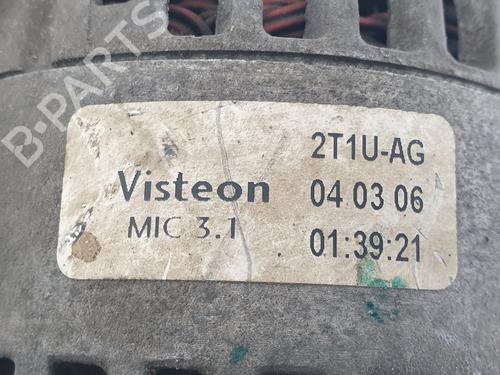 B-PARTS
2T1U-AG
Visteon 04 03 06
MIC 3.1 01:39:21